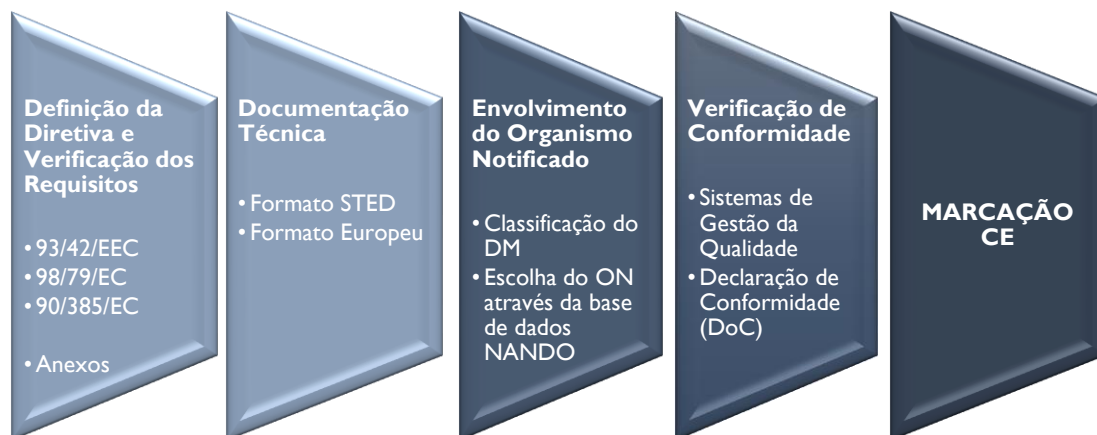 Definição da
Diretiva e
Verificação dos
Requisitos
• 93/42/EEC
• 98/79/EC
• 90/385/EC
• Anexos
Documentação
Técnica
• Formato STED
• Formato Europeu
Envolvimento
do Organismo
Notificado
• Classificação do
DM
• Escolha do ON
através da base
de dados
NANDO
Verificação de
Conformidade
• Sistemas de
Gestão da
Qualidade
• Declaração de
Conformidade
(DoC)
MARCAÇÃO
CE